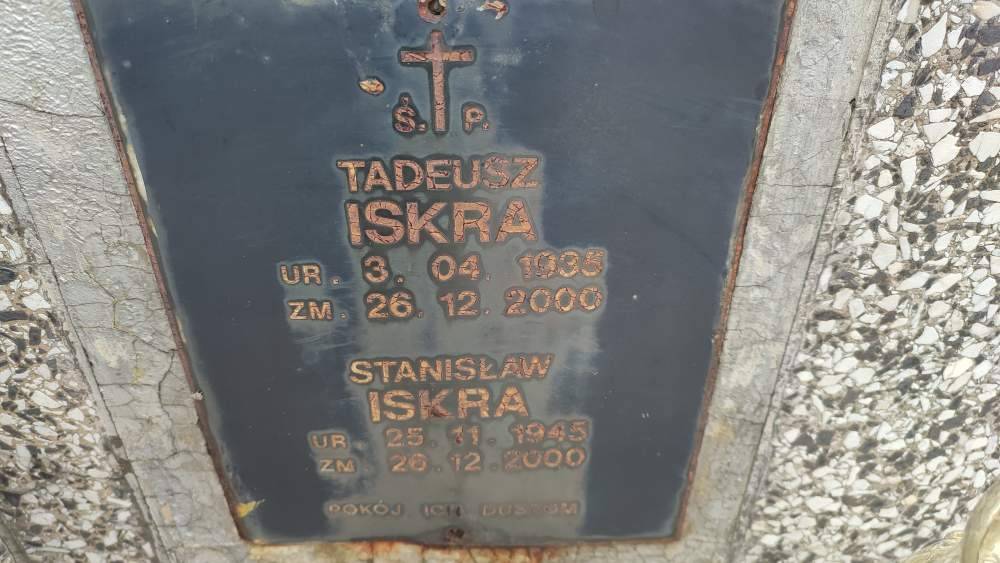 Ś. P.
TADEUSZ
ISKRA
UR. 3. 04. 1935
ZM. 26. 12. 2000
STANISŁAW
ISKRA
UR. 25. 11. 1945
ZM. 26. 12. 2000
POKÓJ ICH DUSZOM